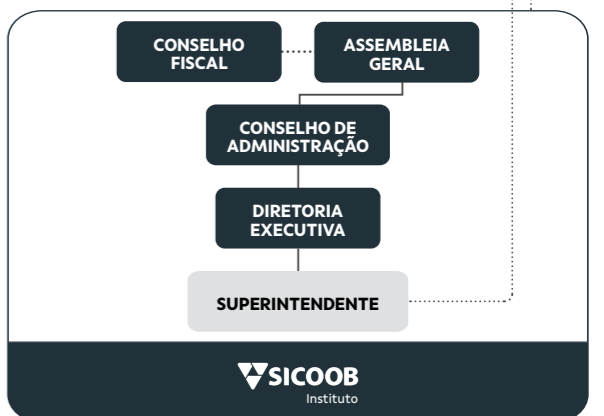 CONSELHO
FISCAL
ASSEMBLEIA
GERAL
CONSELHO DE
ADMINISTRAÇÃO
DIRETORIA
EXECUTIVA
SUPERINTENDENTE
SICOOB
Instituto